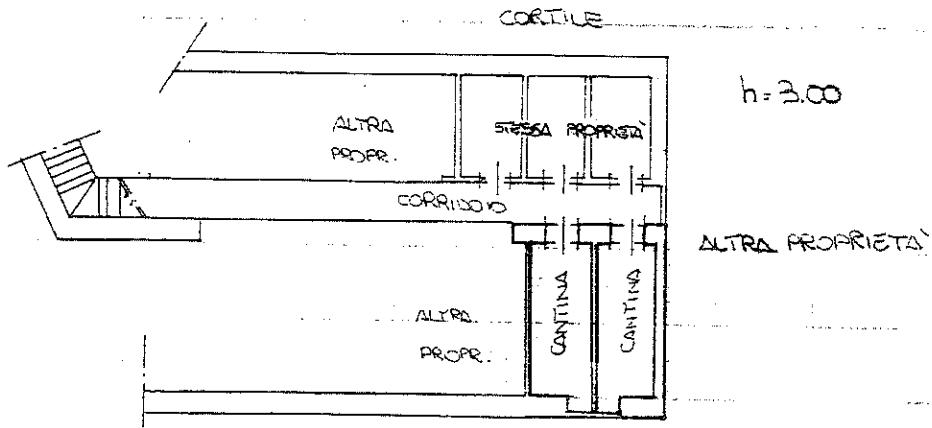 CORTILE
h=3.00
ALTRA
PROPR.
STESSA PROPRIETÀ
CORRIDOIO
ALTRA PROPRIETÀ
CANTINA
CANTINA
ALTRA
PROPR.